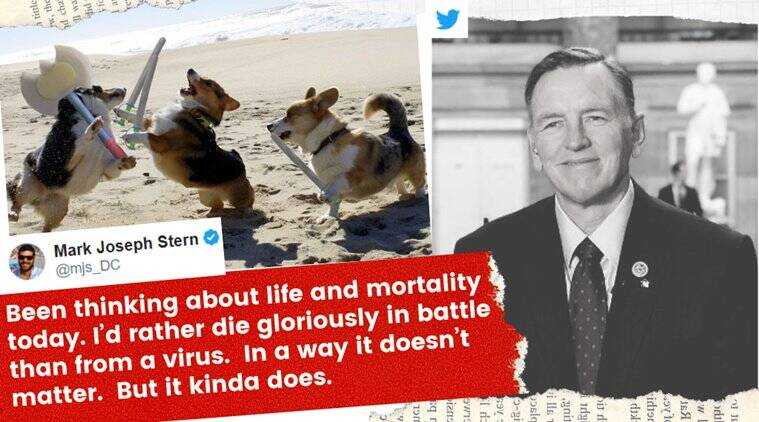 Mark Joseph Stern
@mjs_DC
Been thinking about life and mortality
today. I'd rather die gloriously in battle
than from a virus.  In a way it doesn't
matter.  But it kinda does.